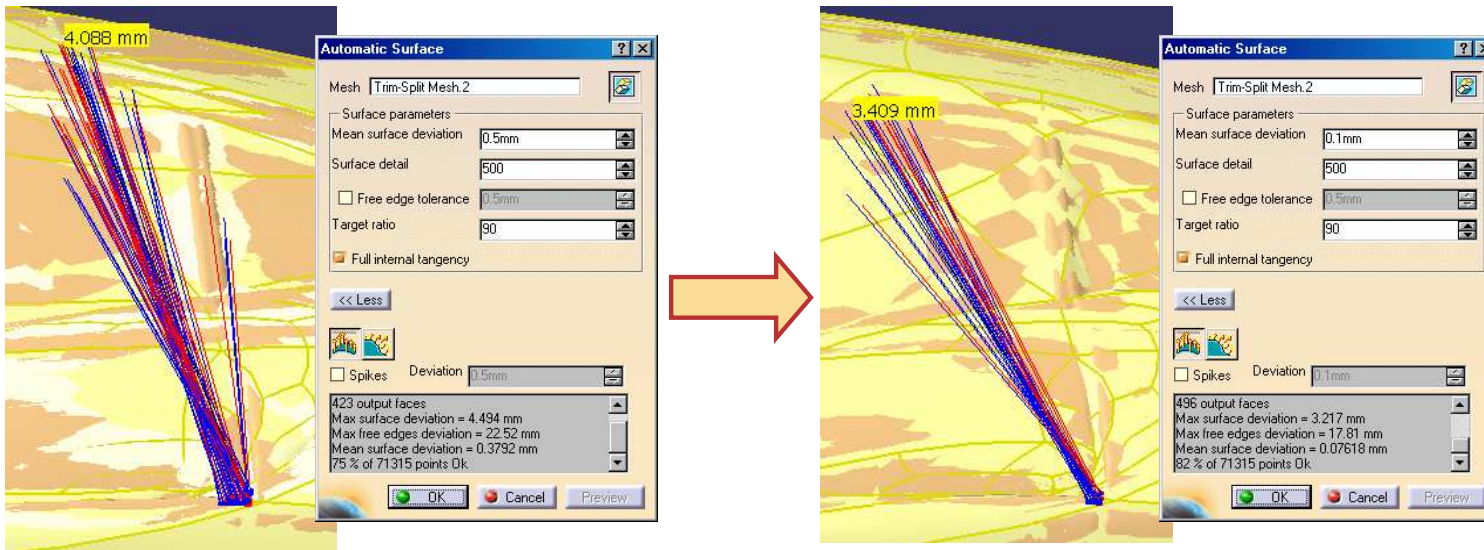 4.088 mm
Automatic Surface
Mesh Trim-Split Mesh.2
Surface parameters
Mean surface deviation 0.5mm
Surface detail 500
Free edge tolerance 0.5mm
Target ratio 90
Full internal tangency
<< Less
Spikes Deviation 0.5mm
423 output faces
Max surface deviation = 4.494 mm
Max free edges deviation = 22.52 mm
Mean surface deviation = 0.3792 mm
75 % of 71315 points Ok
OK Cancel Preview
3.409 mm
Automatic Surface
Mesh Trim-Split Mesh.2
Surface parameters
Mean surface deviation 0.1mm
Surface detail 500
Free edge tolerance 0.5mm
Target ratio 90
Full internal tangency
<< Less
Spikes Deviation 0.1mm
496 output faces
Max surface deviation = 3.217 mm
Max free edges deviation = 17.81 mm
Mean surface deviation = 0.07618 mm
82 % of 71315 points Ok
OK Cancel Preview